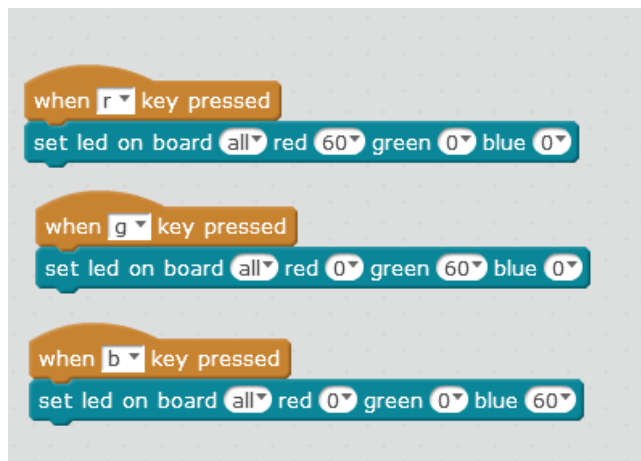 when r key pressed
set led on board all red 60 green 0 blue 0
when g key pressed
set led on board all red 0 green 60 blue 0
when b key pressed
set led on board all red 0 green 0 blue 60